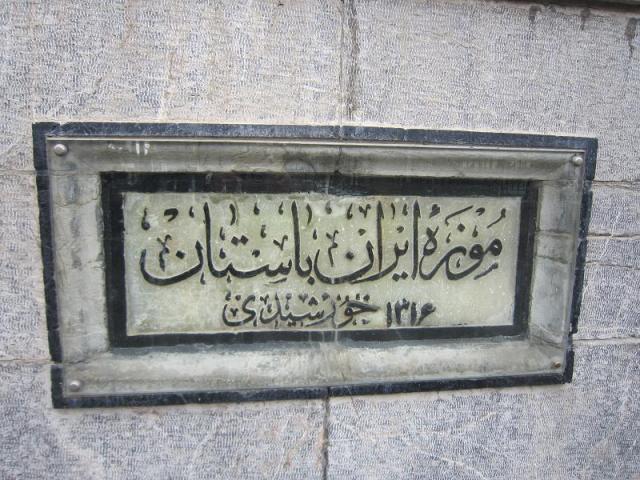 موزهٔ ایران باستان
۱۳۱۶ خورشیدی